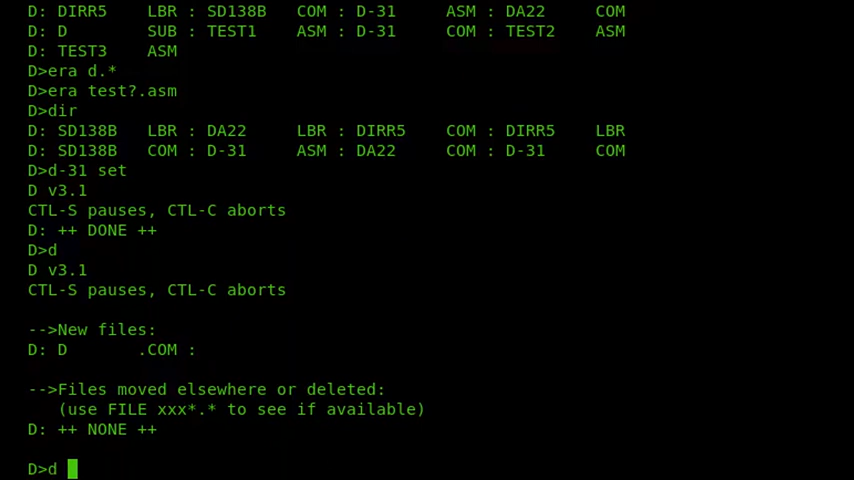 D: DIRR5    LBR : SD138B   COM : D-31     ASM : DA22     COM
D: D        SUB : TEST1    ASM : D-31     COM : TEST2    ASM
D: TEST3    ASM
D>era d.*
D>era test?.asm
D>dir
D: SD138B   LBR : DA22     LBR : DIRR5    COM : DIRR5    LBR
D: SD138B   COM : D-31     ASM : DA22     COM : D-31     COM
D>d-31 set
D v3.1
CTL-S pauses, CTL-C aborts
D: ++ DONE ++
D>d
D v3.1
CTL-S pauses, CTL-C aborts
-->New files:
D: D       .COM :
-->Files moved elsewhere or deleted:
   (use FILE xxx*.* to see if available)
D: ++ NONE ++
D>d